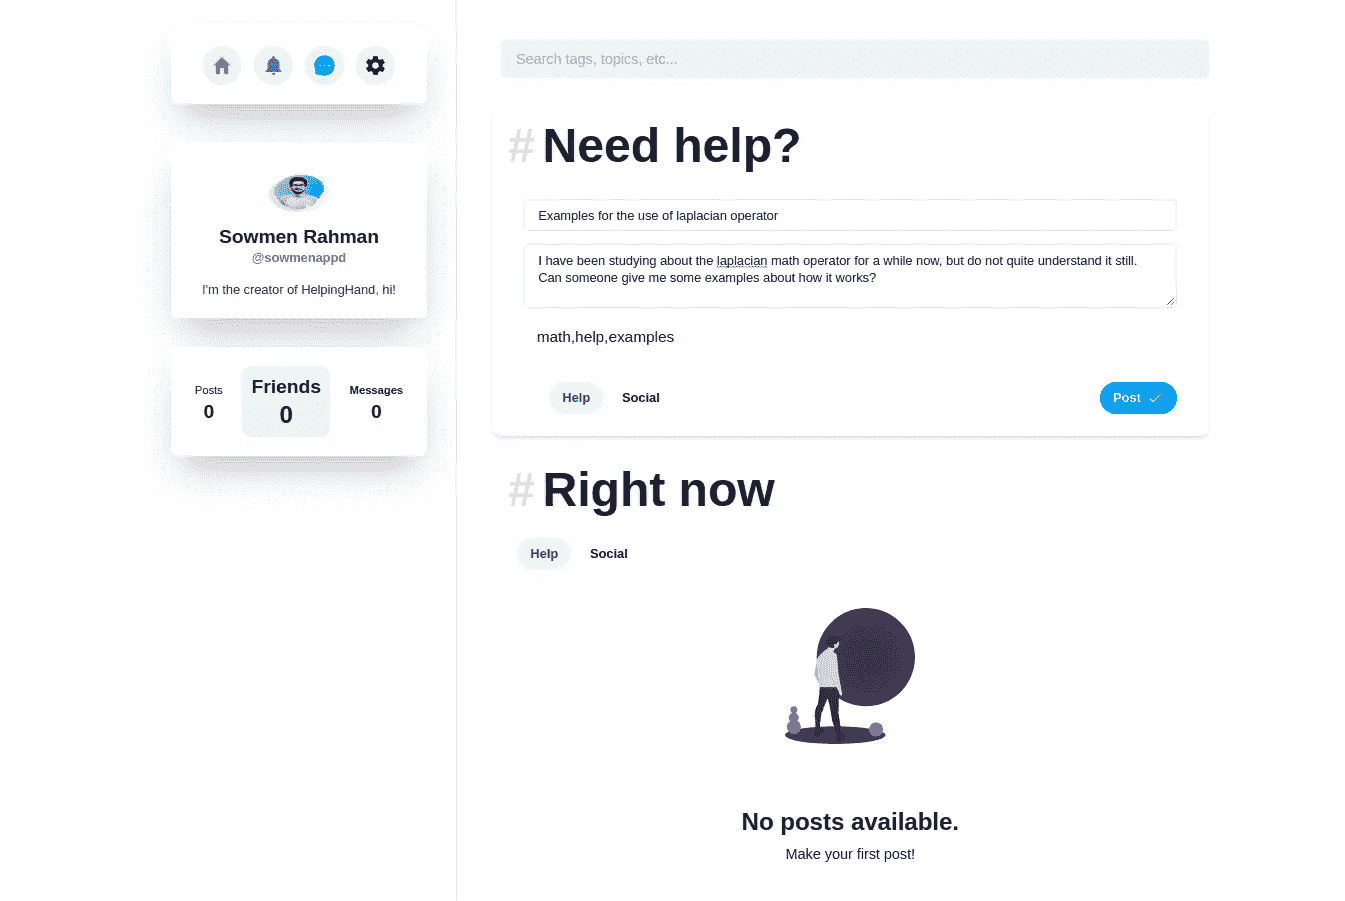 Search tags, topics, etc...
Sowmen Rahman
@sowmenappd
I'm the creator of HelpingHand, hi!
Posts
0
Friends
0
Messages
0
# Need help?
Examples for the use of laplacian operator
I have been studying about the laplacian math operator for a while now, but do not quite understand it still.
Can someone give me some examples about how it works?
math,help,examples
Help Social Post
# Right now
Help Social
No posts available.
Make your first post!